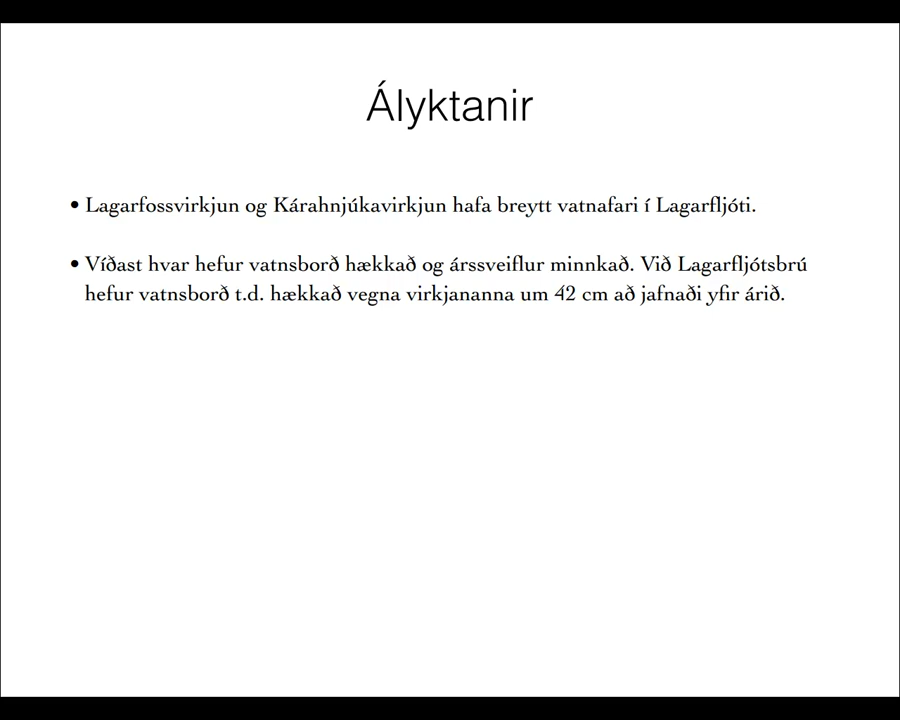 Ályktanir
• Lagarfossvirkjun og Kárahnjúkavirkjun hafa breytt vatnafari í Lagarfljóti.
• Víðast hvar hefur vatnsborð hækkað og árssveiflur minnkað. Við Lagarfljótsbrú
hefur vatnsborð t.d. hækkað vegna virkjananna um 42 cm að jafnaði yfir árið.